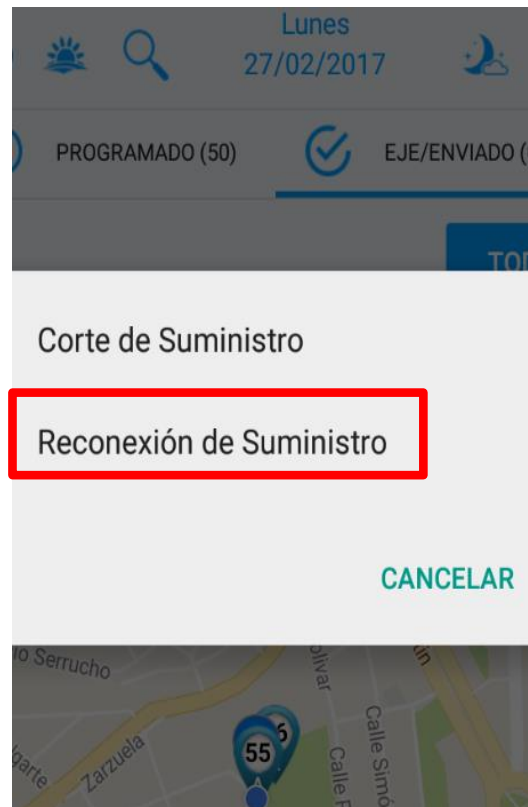 Lunes
27/02/2017
PROGRAMADO (50)
EJE/ENVIADO (
Corte de Suministro
Reconexión de Suministro
CANCELAR
Serrucho
Zarzuela
55
Calle
Calle